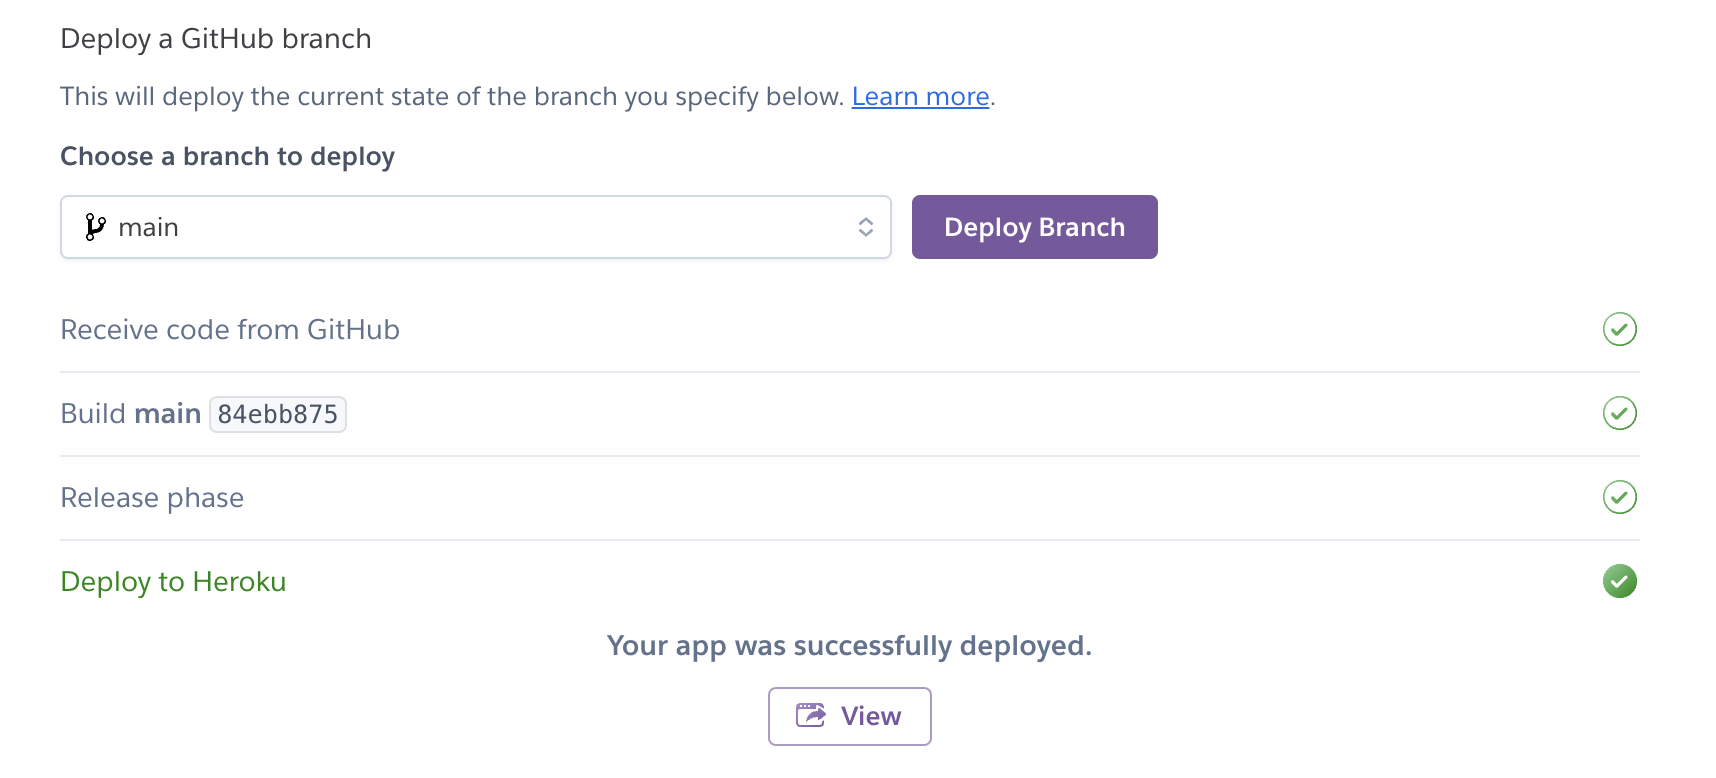 Deploy a GitHub branch
This will deploy the current state of the branch you specify below. Learn more.
Choose a branch to deploy
main
Deploy Branch
Receive code from GitHub
Build main 84ebb875
Release phase
Deploy to Heroku
Your app was successfully deployed.
View